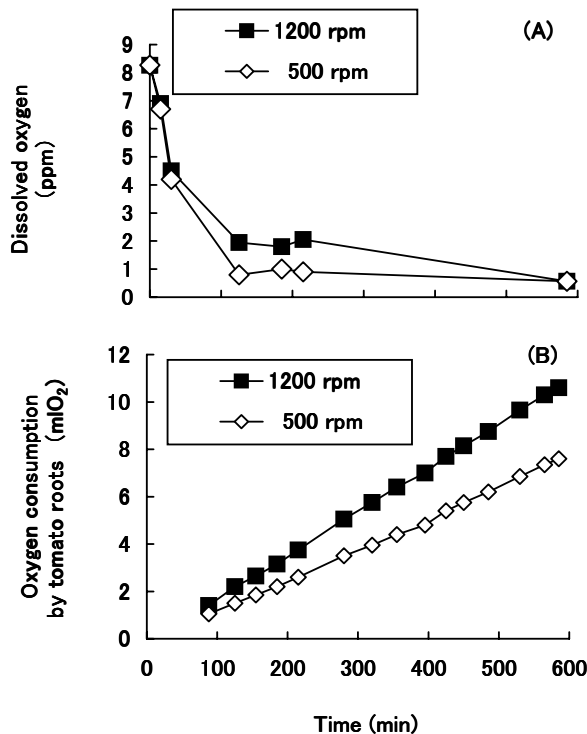 (A)
1200 rpm
500 rpm
Dissolved oxygen
(ppm)
9
8
7
6
5
4
3
2
1
0
(B)
1200 rpm
500 rpm
Oxygen consumption
by tomato roots (mlO₂)
12
10
8
6
4
2
0
0 100 200 300 400 500 600
Time (min)